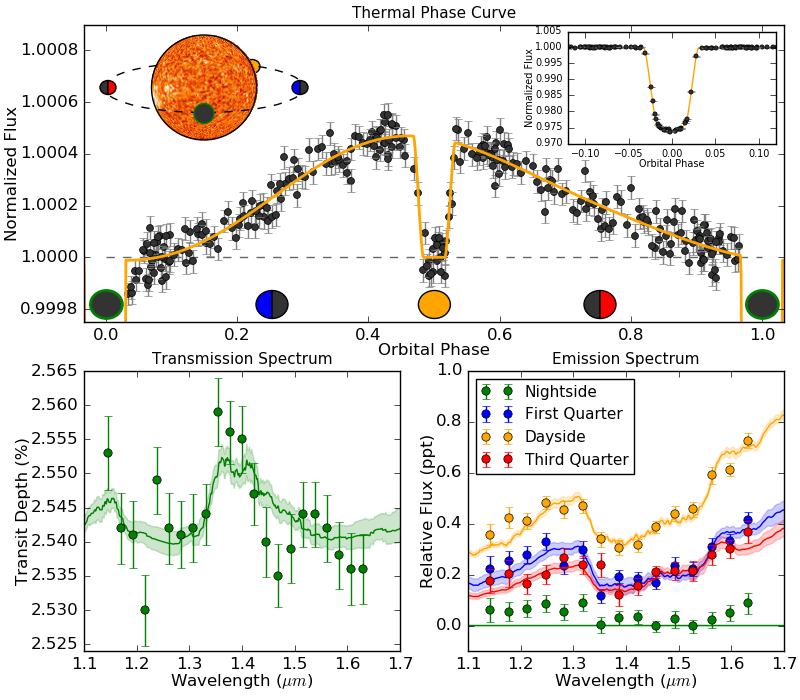 Thermal Phase Curve
Normalized Flux
1.0008
1.0006
1.0004
1.0002
1.0000
0.9998
0.0 0.2 0.4 0.6 0.8 1.0
Orbital Phase
Normalized Flux
1.005
1.000
0.995
0.990
0.985
0.980
0.975
0.970
−0.10 −0.05 0.00 0.05 0.10
Orbital Phase
Transmission Spectrum
Transit Depth (%)
2.565
2.560
2.555
2.550
2.545
2.540
2.535
2.530
2.525
1.1 1.2 1.3 1.4 1.5 1.6 1.7
Wavelength (μm)
Emission Spectrum
Relative Flux (ppt)
1.0
0.8
0.6
0.4
0.2
0.0
Nightside
First Quarter
Dayside
Third Quarter
1.1 1.2 1.3 1.4 1.5 1.6 1.7
Wavelength (μm)